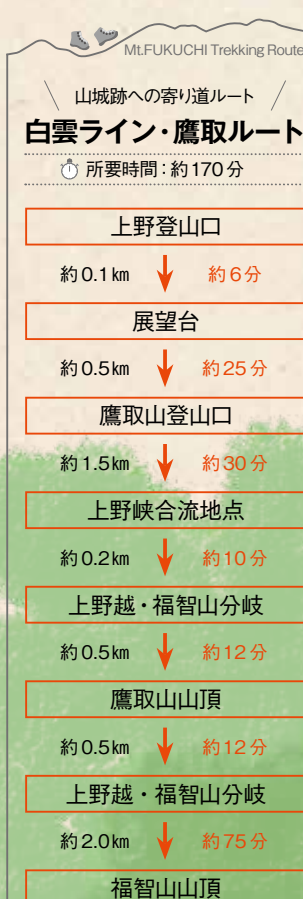 Mt.FUKUCHI Trekking Route
山城跡への寄り道ルート
白雲ライン・鷹取ルート
所要時間：約170分
上野登山口
約0.1km 約6分
展望台
約0.5km 約25分
鷹取山登山口
約1.5km 約30分
上野峡合流地点
約0.2km 約10分
上野越・福智山分岐
約0.5km 約12分
鷹取山山頂
約0.5km 約12分
上野越・福智山分岐
約2.0km 約75分
福智山山頂